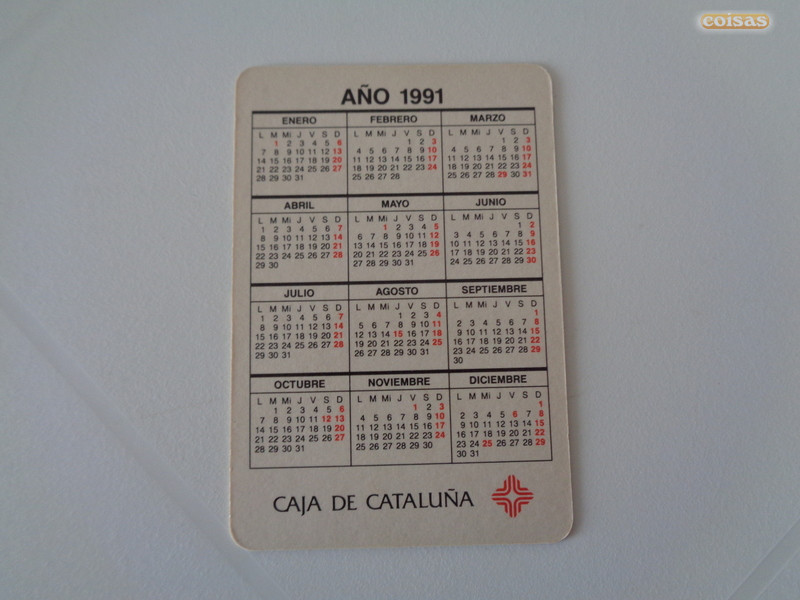 coisas
AÑO 1991
ENERO
L M Mi J V S D
1 2 3 4 5 6
7 8 9 10 11 12 13
14 15 16 17 18 19 20
21 22 23 24 25 26 27
28 29 30 31
FEBRERO
L M Mi J V S D
1 2 3
4 5 6 7 8 9 10
11 12 13 14 15 16 17
18 19 20 21 22 23 24
25 26 27 28
MARZO
L M Mi J V S D
1 2 3
4 5 6 7 8 9 10
11 12 13 14 15 16 17
18 19 20 21 22 23 24
25 26 27 28 29 30 31
ABRIL
L M Mi J V S D
1 2 3 4 5 6 7
8 9 10 11 12 13 14
15 16 17 18 19 20 21
22 23 24 25 26 27 28
29 30
MAYO
L M Mi J V S D
1 2 3 4 5
6 7 8 9 10 11 12
13 14 15 16 17 18 19
20 21 22 23 24 25 26
27 28 29 30 31
JUNIO
L M Mi J V S D
1 2
3 4 5 6 7 8 9
10 11 12 13 14 15 16
17 18 19 20 21 22 23
24 25 26 27 28 29 30
JULIO
L M Mi J V S D
1 2 3 4 5 6 7
8 9 10 11 12 13 14
15 16 17 18 19 20 21
22 23 24 25 26 27 28
29 30 31
AGOSTO
L M Mi J V S D
1 2 3 4
5 6 7 8 9 10 11
12 13 14 15 16 17 18
19 20 21 22 23 24 25
26 27 28 29 30 31
SEPTIEMBRE
L M Mi J V S D
1
2 3 4 5 6 7 8
9 10 11 12 13 14 15
16 17 18 19 20 21 22
23 24 25 26 27 28 29
30
OCTUBRE
L M Mi J V S D
1 2 3 4 5 6
7 8 9 10 11 12 13
14 15 16 17 18 19 20
21 22 23 24 25 26 27
28 29 30 31
NOVIEMBRE
L M Mi J V S D
1 2 3
4 5 6 7 8 9 10
11 12 13 14 15 16 17
18 19 20 21 22 23 24
25 26 27 28 29 30
DICIEMBRE
L M Mi J V S D
1
2 3 4 5 6 7 8
9 10 11 12 13 14 15
16 17 18 19 20 21 22
23 24 25 26 27 28 29
30 31
CAJA DE CATALUÑA